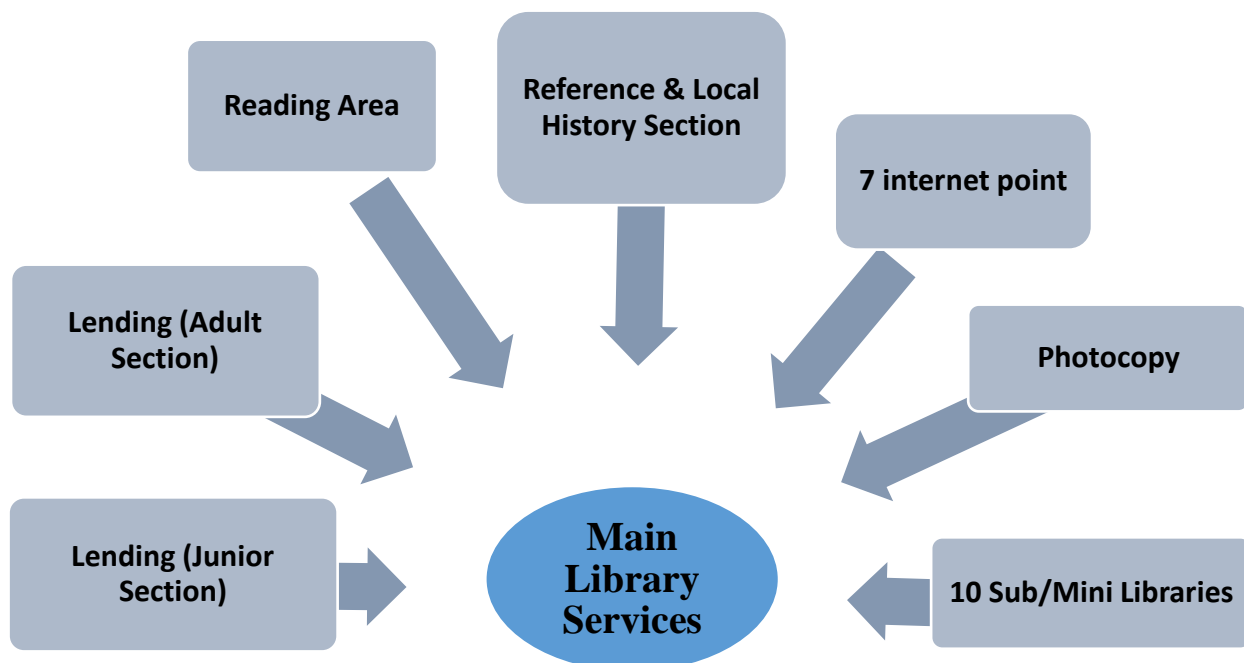 Reference & Local
History Section
Reading Area
7 internet point
Lending (Adult
Section)
Photocopy
Lending (Junior
Section)
10 Sub/Mini Libraries
Main
Library
Services